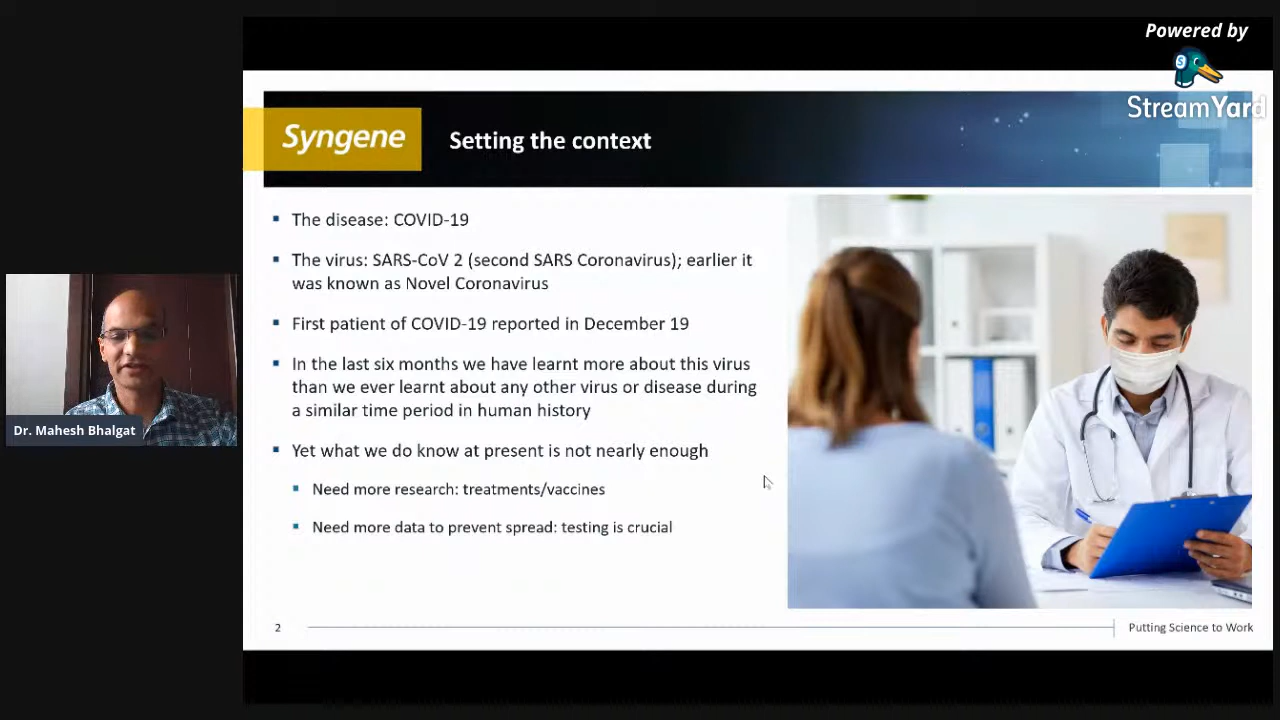 Powered by
StreamYard
Syngene
Setting the context
The disease: COVID-19
The virus: SARS-CoV 2 (second SARS Coronavirus); earlier it
was known as Novel Coronavirus
First patient of COVID-19 reported in December 19
In the last six months we have learnt more about this virus
than we ever learnt about any other virus or disease during
a similar time period in human history
Yet what we do know at present is not nearly enough
Need more research: treatments/vaccines
Need more data to prevent spread: testing is crucial
Dr. Mahesh Bhalgat
2
Putting Science to Work